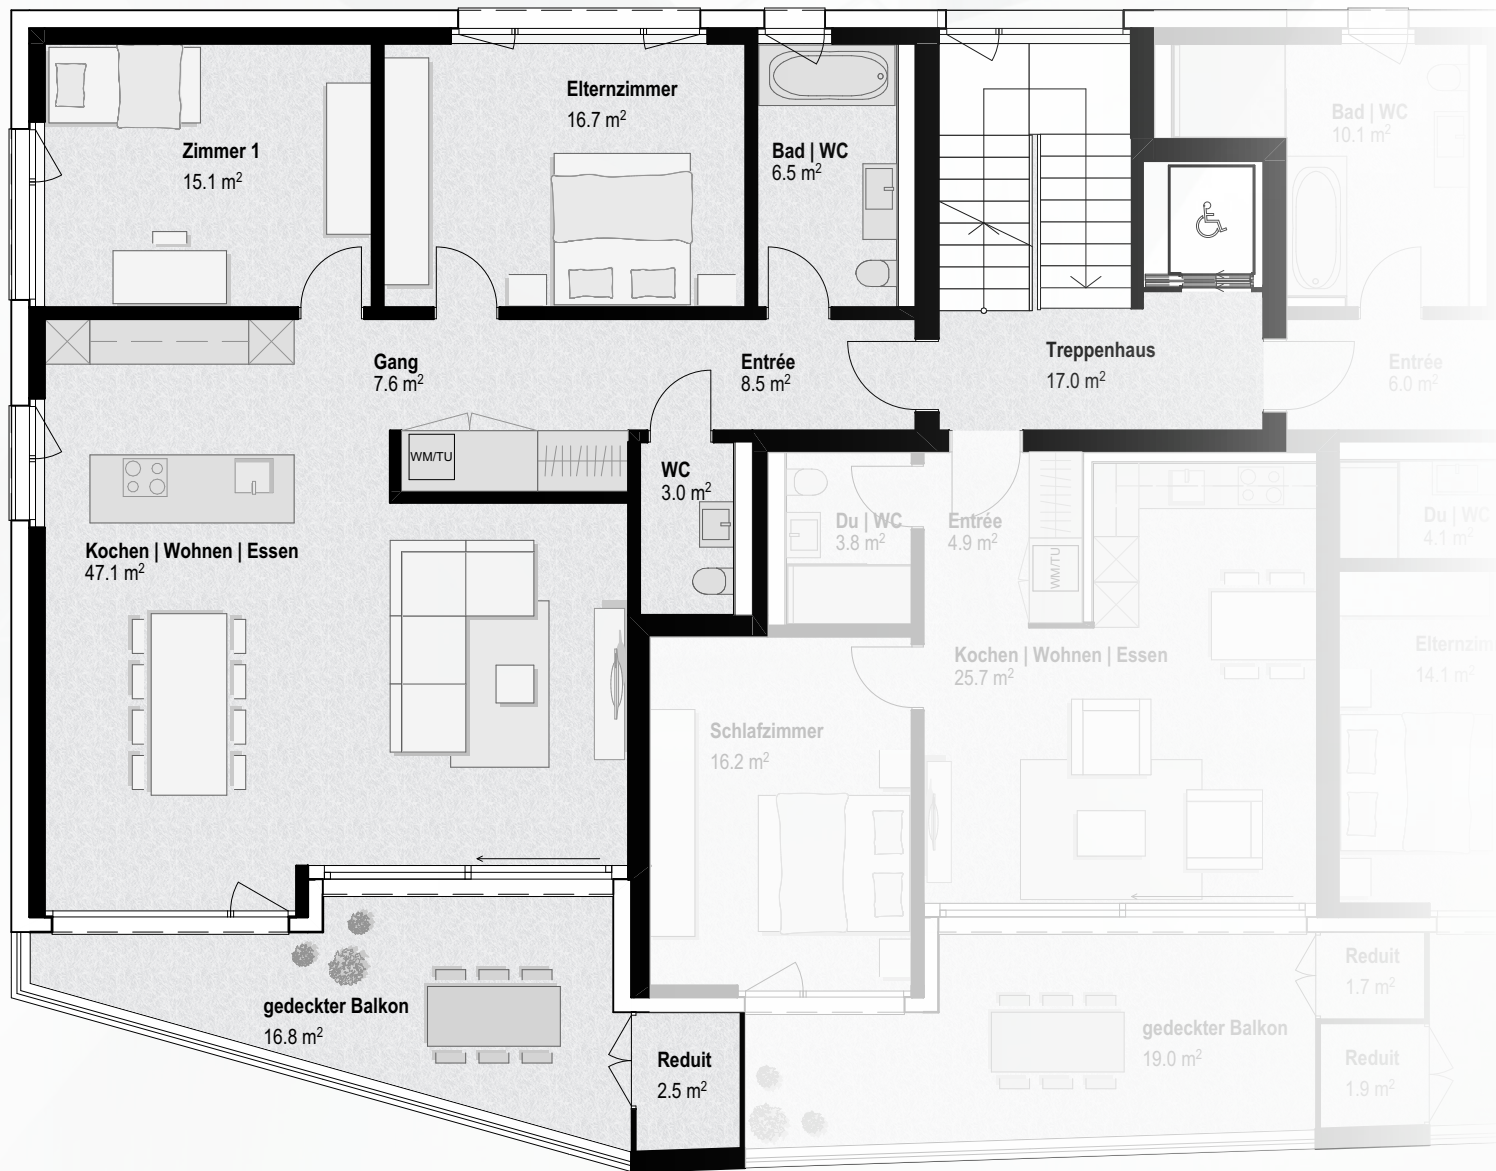 Zimmer 1
15.1 m²
Elternzimmer
16.7 m²
Bad | WC
6.5 m²
Bad | WC
10.1 m²
Gang
7.6 m²
Entrée
8.5 m²
Treppenhaus
17.0 m²
Entrée
6.0 m²
WM/TU
WC
3.0 m²
Kochen | Wohnen | Essen
47.1 m²
Du | WC
3.8 m²
Entrée
4.9 m²
WM/TU
Du | WC
4.1 m²
Kochen | Wohnen | Essen
25.7 m²
Elternzim
14.1 m²
Schlafzimmer
16.2 m²
gedeckter Balkon
16.8 m²
Reduit
2.5 m²
gedeckter Balkon
19.0 m²
Reduit
1.7 m²
Reduit
1.9 m²